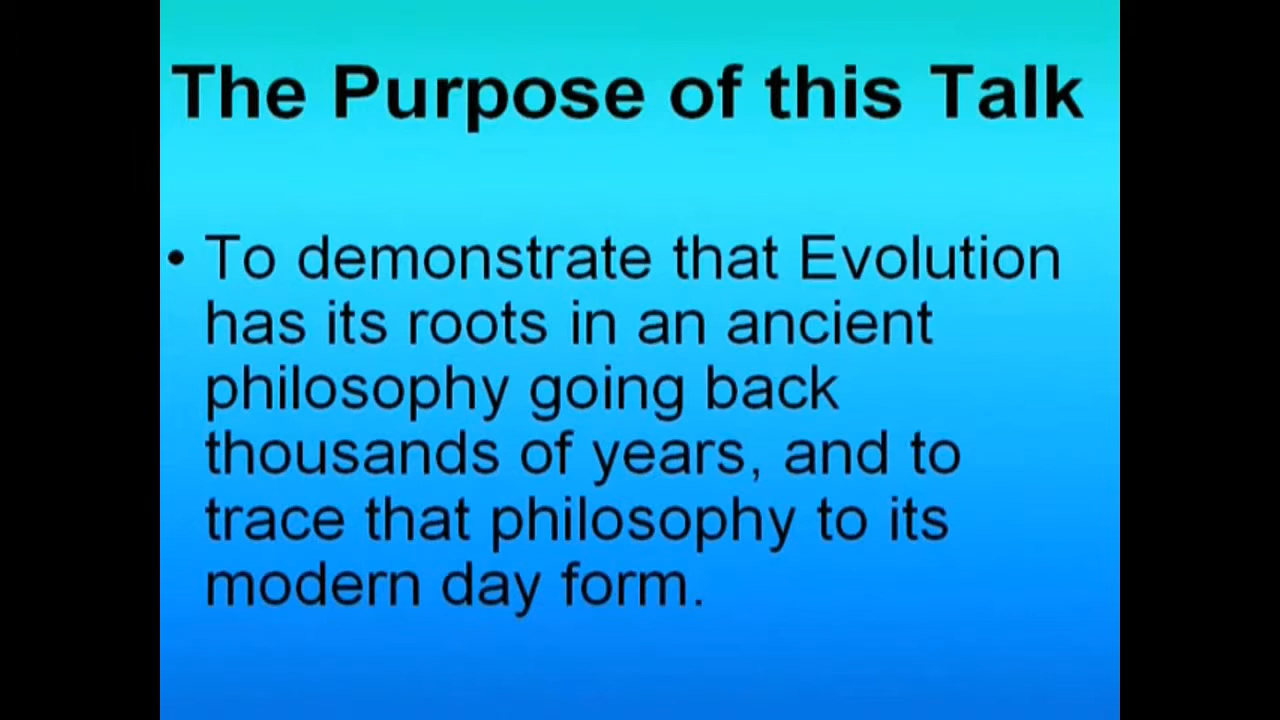 The Purpose of this Talk
• To demonstrate that Evolution
has its roots in an ancient
philosophy going back
thousands of years, and to
trace that philosophy to its
modern day form.